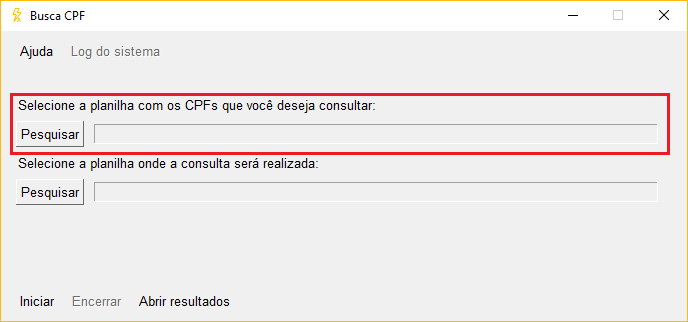 Busca CPF
Ajuda Log do sistema
Selecione a planilha com os CPFs que você deseja consultar:
Pesquisar
Selecione a planilha onde a consulta será realizada:
Pesquisar
Iniciar Encerrar Abrir resultados